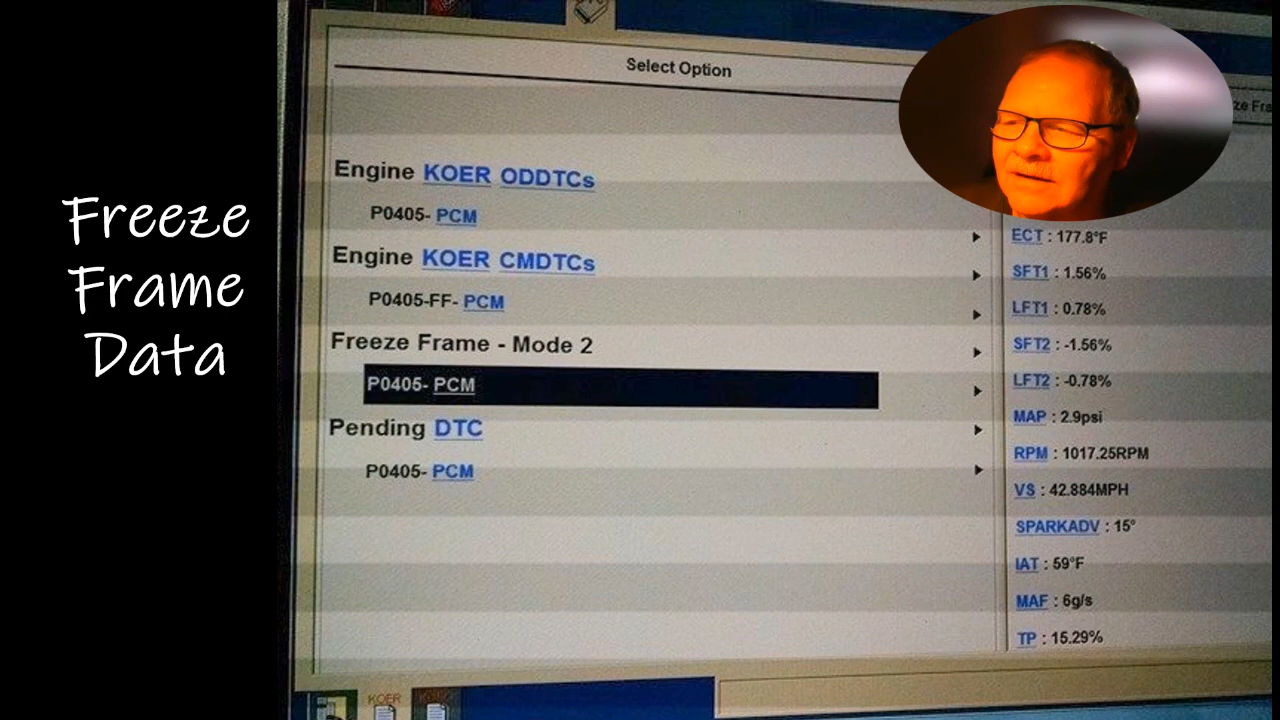 Freeze
Frame
Data
Select Option
Engine KOER ODDTCs
P0405- PCM
Engine KOER CMDTCs
P0405-FF- PCM
Freeze Frame - Mode 2
P0405- PCM
Pending DTC
P0405- PCM
ECT : 177.8°F
SFT1 : 1.56%
LFT1 : 0.78%
SFT2 : -1.56%
LFT2 : -0.78%
MAP : 2.9psi
RPM : 1017.25RPM
VS : 42.884MPH
SPARKADV : 15°
IAT : 59°F
MAF : 6g/s
TP : 15.29%
KOER